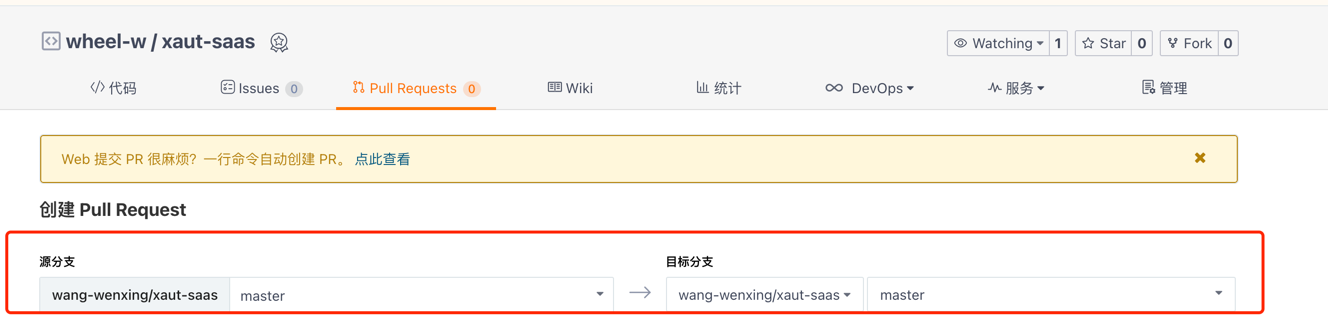 wheel-w / xaut-saas
Watching 1 Star 0 Fork 0
代码 Issues 0 Pull Requests 0 Wiki 统计 DevOps 服务 管理
Web 提交 PR 很麻烦？一行命令自动创建 PR。 点此查看
创建 Pull Request
源分支 目标分支
wang-wenxing/xaut-saas master wang-wenxing/xaut-saas master